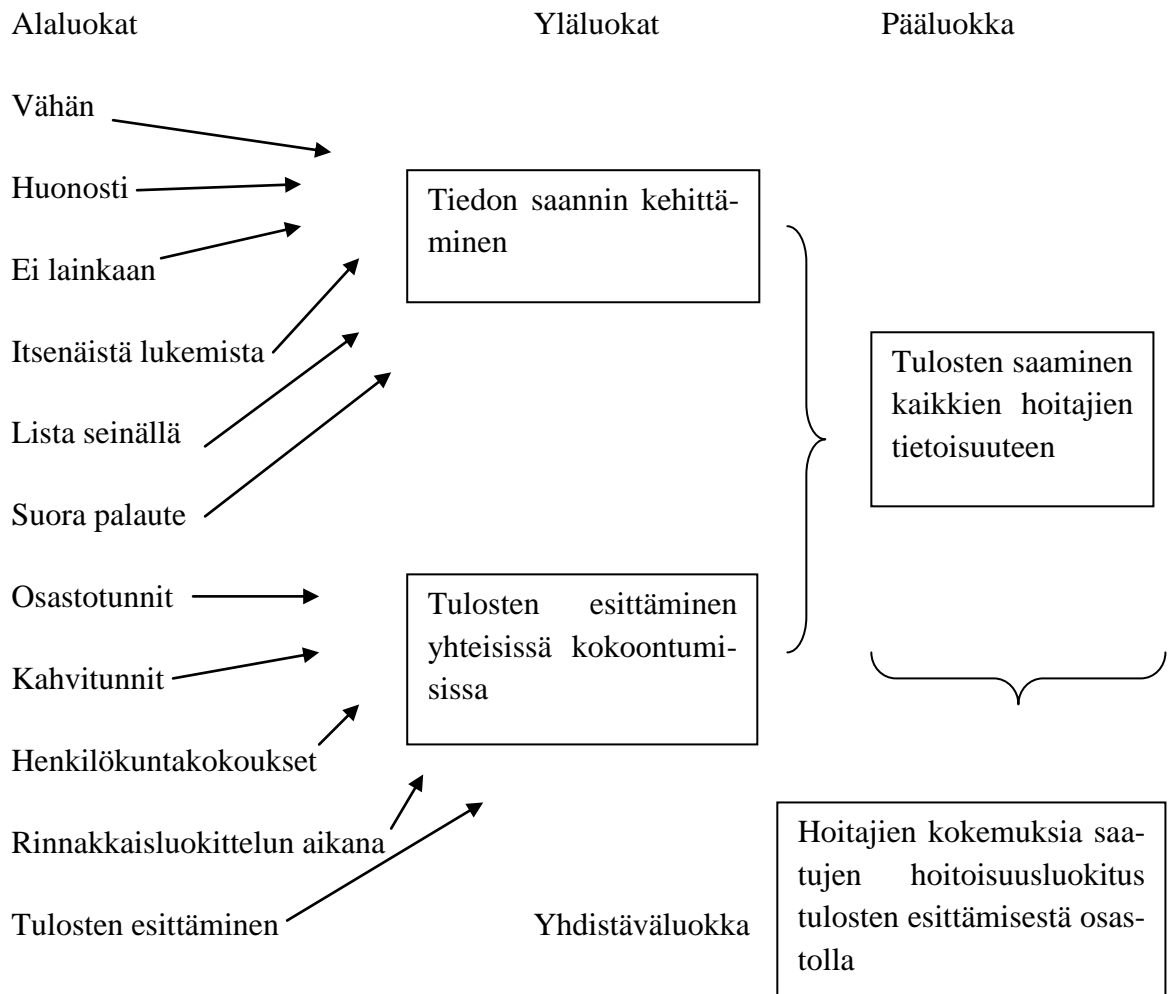 Alaluokat Yläluokat Pääluokka
Vähän
Huonosti
Ei lainkaan
Itsenäistä lukemista
Lista seinällä
Suora palaute
Tiedon saannin kehittä-
minen
Osastotunnit
Kahvitunnit
Henkilökuntakokoukset
Rinnakkaisluokittelun aikana
Tulosten esittäminen
Tulosten esittäminen
yhteisissä kokoontumi-
sissa
Tulosten saaminen
kaikkien hoitajien
tietoisuuteen
Yhdistäväluokka
Hoitajien kokemuksia saa-
tujen hoitoisuusluokitus
tulosten esittämisestä osas-
tolla